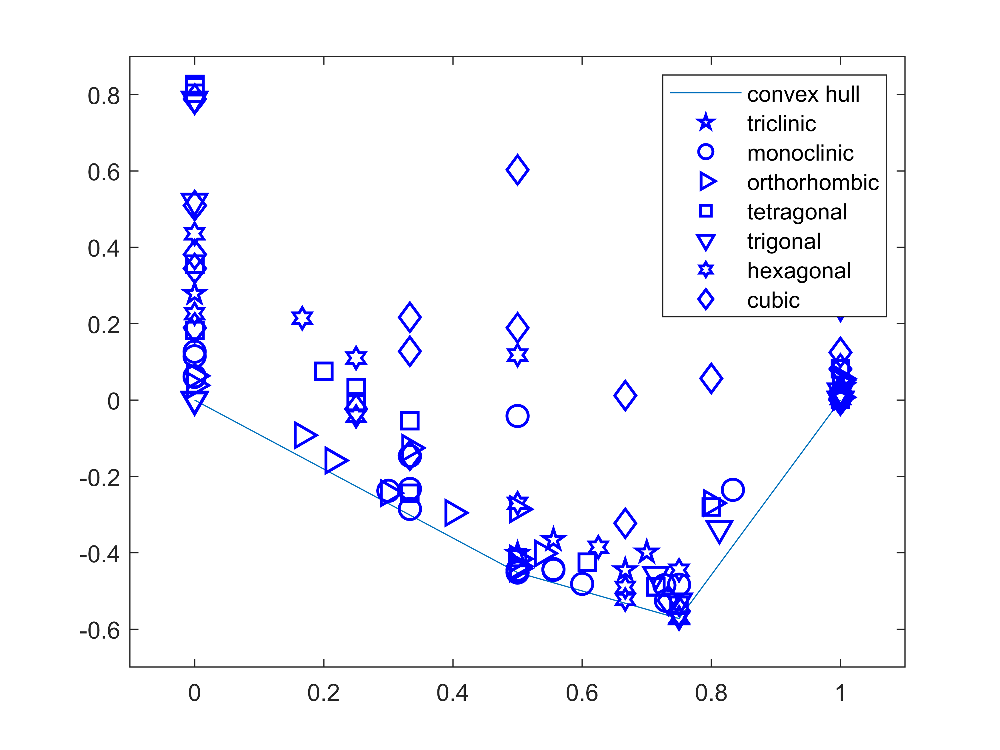 0.8
0.6
0.4
0.2
0
-0.2
-0.4
-0.6
0
0.2
0.4
0.6
0.8
1
convex hull
triclinic
monoclinic
orthorhombic
tetragonal
trigonal
hexagonal
cubic